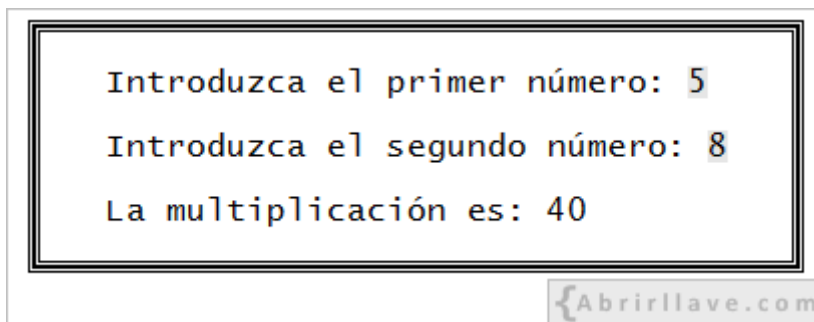 Introduzca el primer número: 5
Introduzca el segundo número: 8
La multiplicación es: 40
{Abrirllave.com